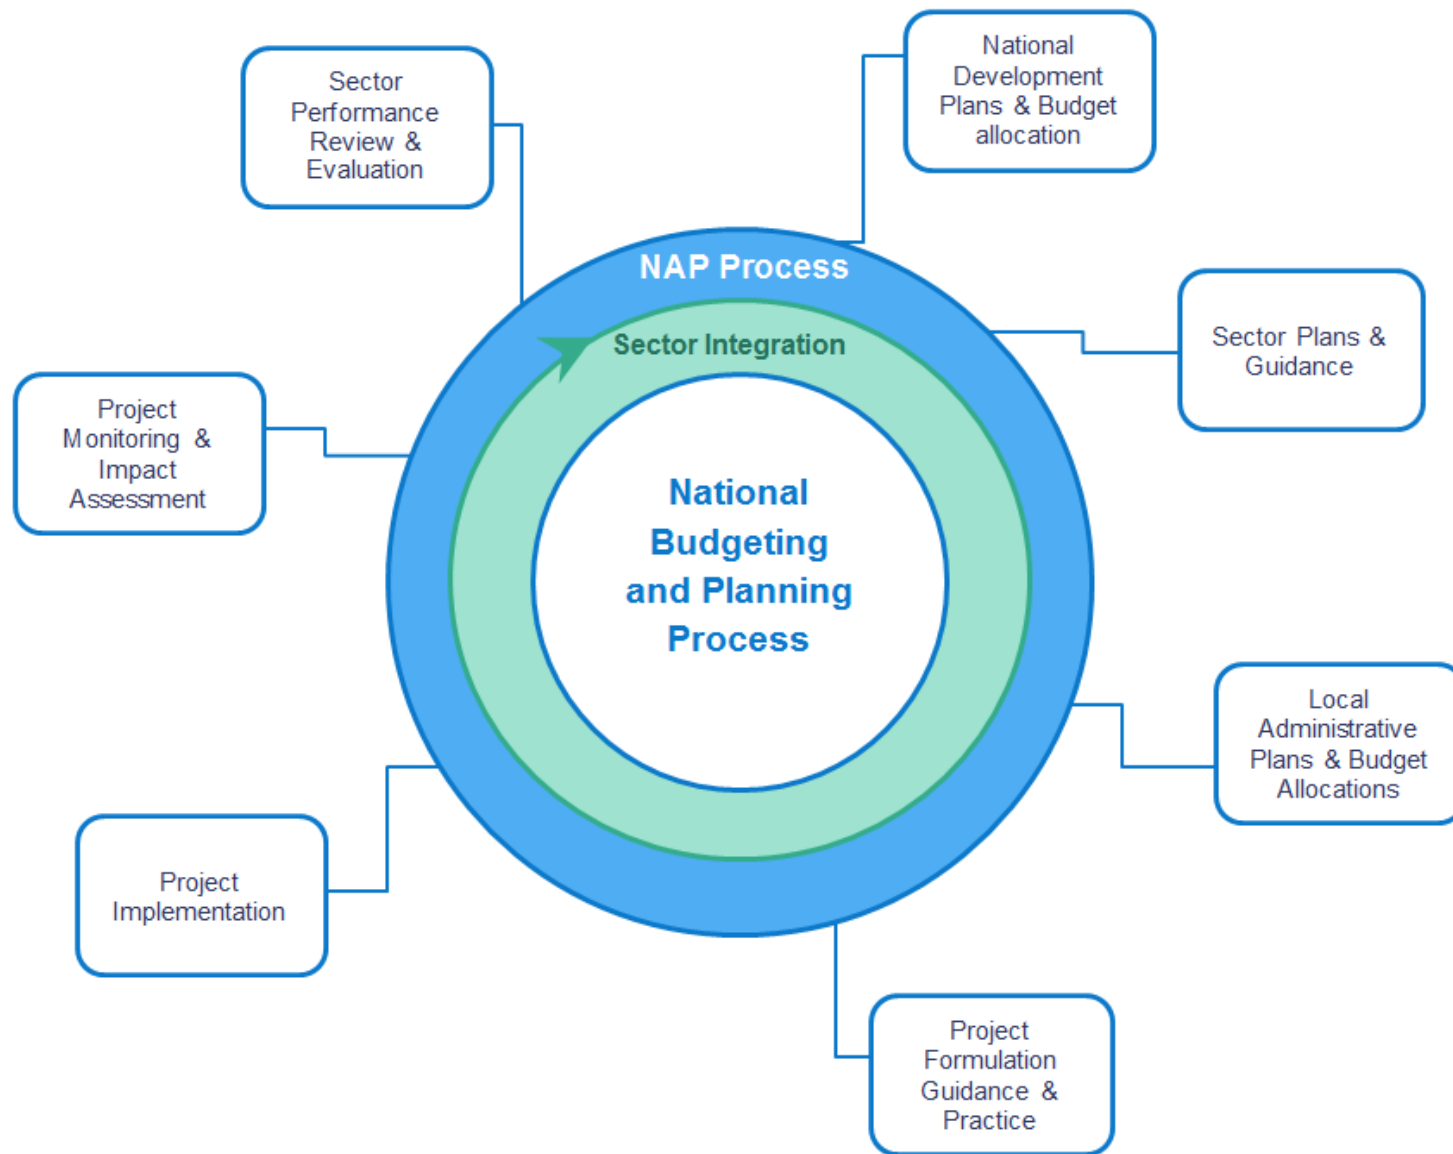 National
Development
Plans & Budget
allocation
Sector
Performance
Review &
Evaluation
NAP Process
Sector Integration
Sector Plans &
Guidance
Project
Monitoring &
Impact
Assessment
National
Budgeting
and Planning
Process
Local
Administrative
Plans & Budget
Allocations
Project
Implementation
Project
Formulation
Guidance &
Practice